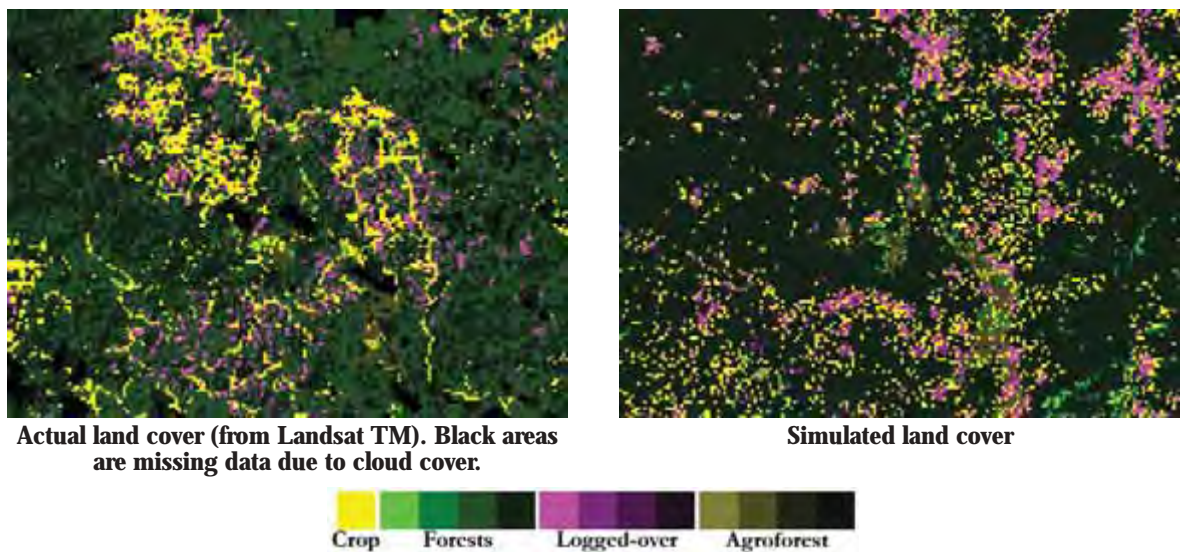 Actual land cover (from Landsat TM). Black areas
are missing data due to cloud cover.
Simulated land cover
Crop Forests Logged-over Agroforest